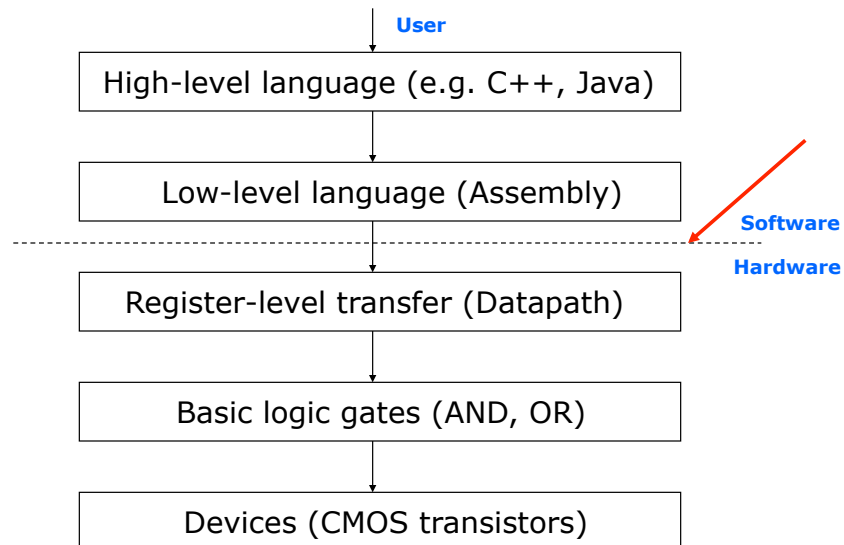 User
High-level language (e.g. C++, Java)
Low-level language (Assembly)
Software
Hardware
Register-level transfer (Datapath)
Basic logic gates (AND, OR)
Devices (CMOS transistors)